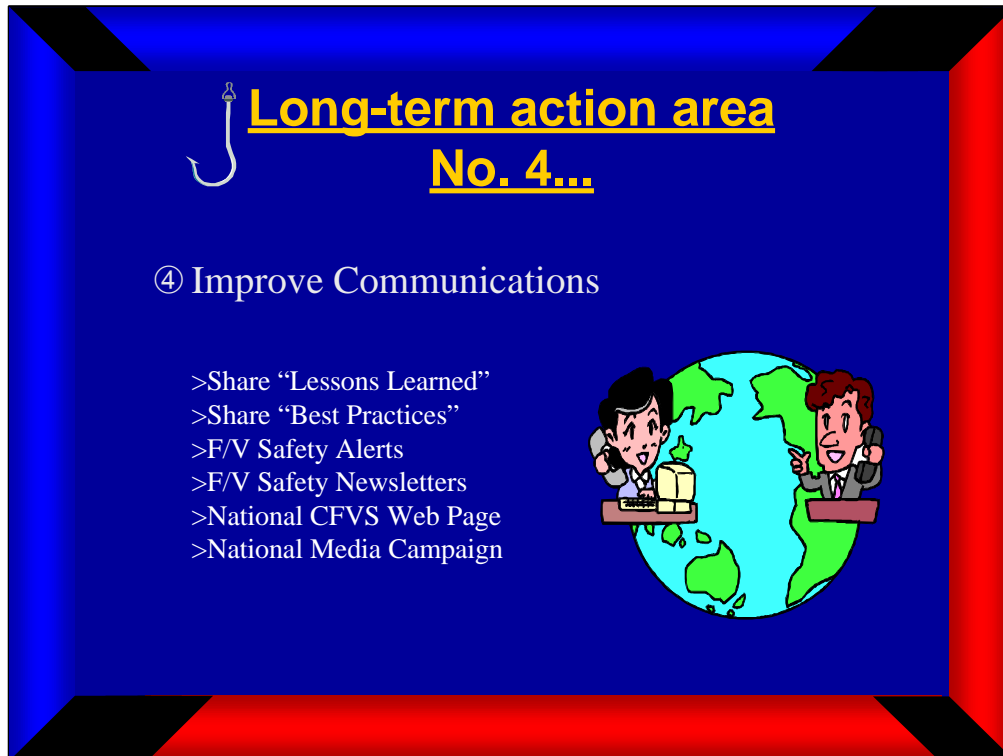 Long-term action area
No. 4...
④ Improve Communications
>Share “Lessons Learned”
>Share “Best Practices”
>F/V Safety Alerts
>F/V Safety Newsletters
>National CFVS Web Page
>National Media Campaign